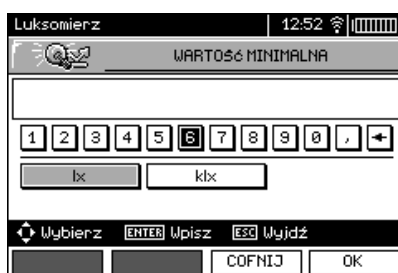 Luksomierz 12:52
WARTOŚĆ MINIMALNA
1 2 3 4 5 6 7 8 9 0 , ←
lx klx
Wybierz ENTER Wpisz ESC Wyjdź
COFNIJ OK